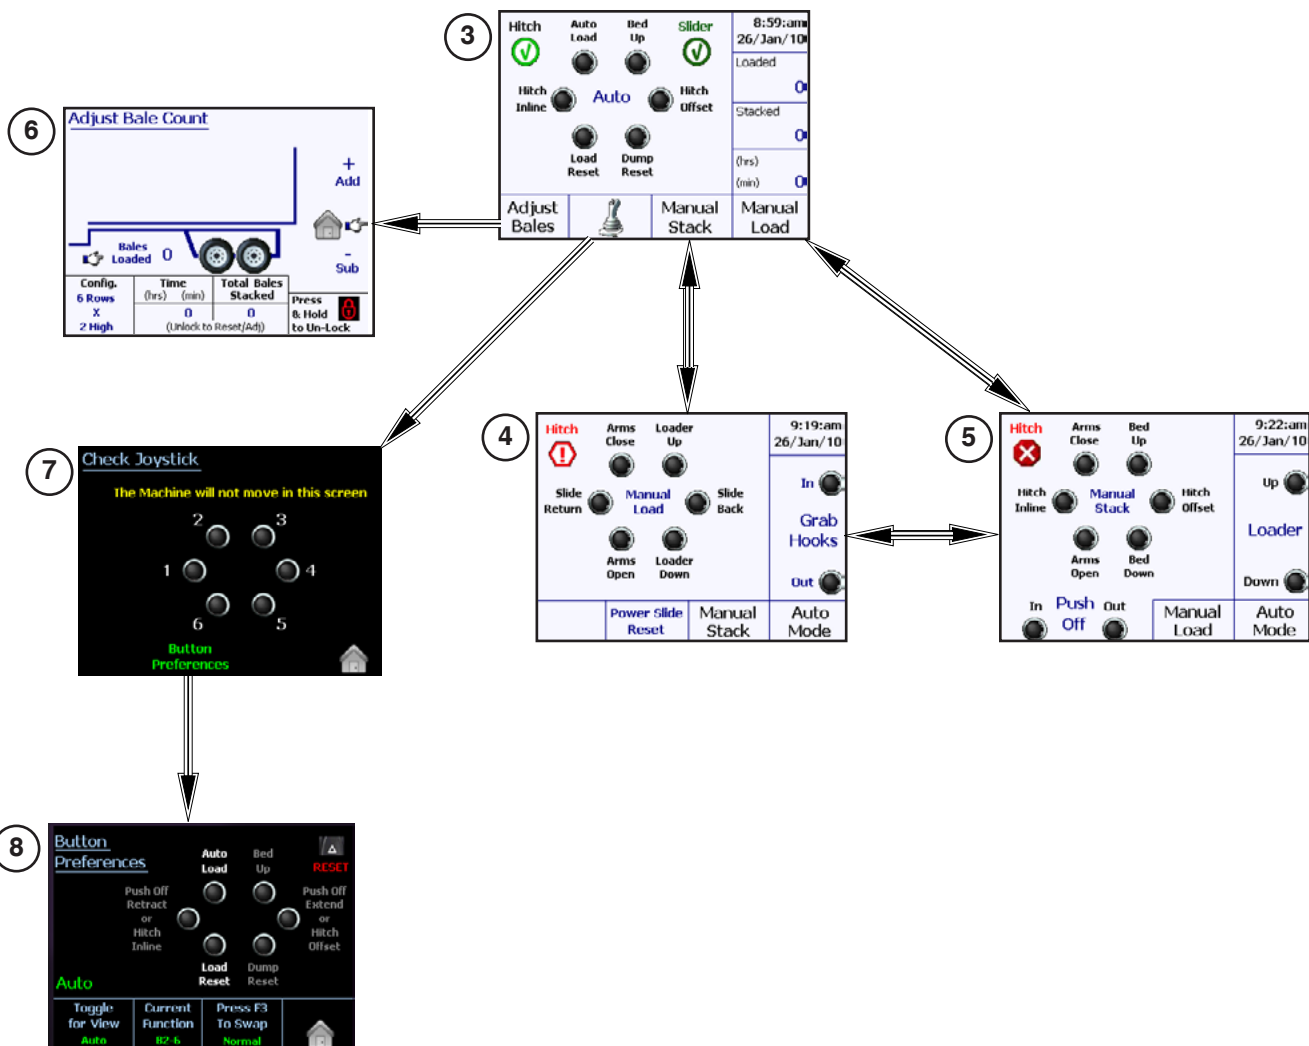 3
Hitch
Auto Load
Bed Up
Slider
8:59:am
26/Jan/10
Loaded
0
Hitch Inline
Auto
Hitch Offset
Stacked
0
Load Reset
Dump Reset
(hrs)
(min) 0
Adjust Bales
Manual Stack
Manual Load
6
Adjust Bale Count
+
Add
Bales Loaded 0
-
Sub
Config.
6 Rows
X
2 High
Time
(hrs) (min)
0
Total Bales Stacked
0
(Unlock to Reset/Adj)
Press
& Hold
to Un-Lock
4
Hitch
Arms Close
Loader Up
9:19:am
26/Jan/10
Slide Return
Manual Load
Slide Back
In
Grab Hooks
Out
Arms Open
Loader Down
Power Slide Reset
Manual Stack
Auto Mode
5
Hitch
Arms Close
Bed Up
9:22:am
26/Jan/10
Hitch Inline
Manual Stack
Hitch Offset
Up
Loader
Down
Arms Open
Bed Down
In
Push Off
Out
Manual Load
Auto Mode
7
Check Joystick
The Machine will not move in this screen
2 3
1 4
6 5
Button
Preferences
8
Button
Preferences
Auto Load
Bed Up
RESET
Push Off
Retract
or
Hitch
Inline
Push Off
Extend
or
Hitch
Offset
Load Reset
Dump Reset
Auto
Toggle for View
Auto
Current Function
82-6
Press F3 To Swap
Normal